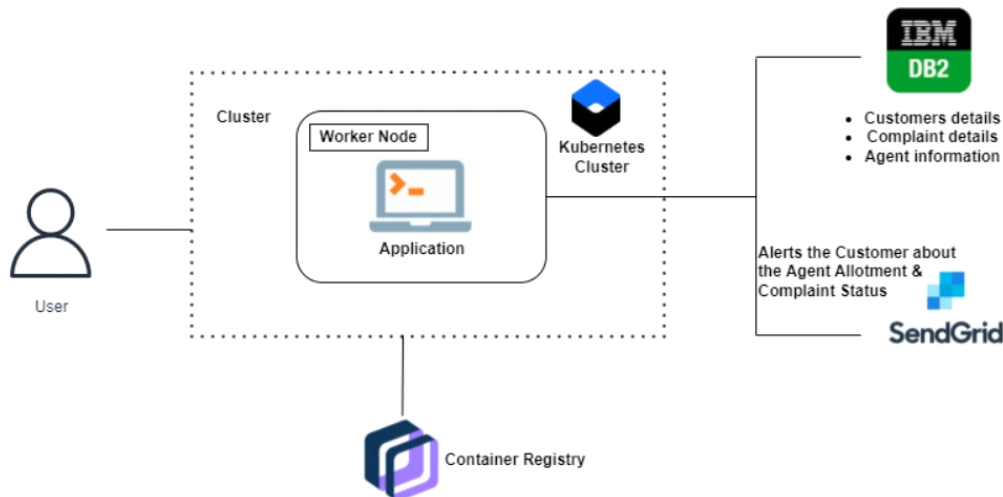 IBM
DB2
Customers details
Complaint details
Agent information
Cluster
Worker Node
Kubernetes
Cluster
Application
User
Alerts the Customer about
the Agent Allotment &
Complaint Status
SendGrid
Container Registry